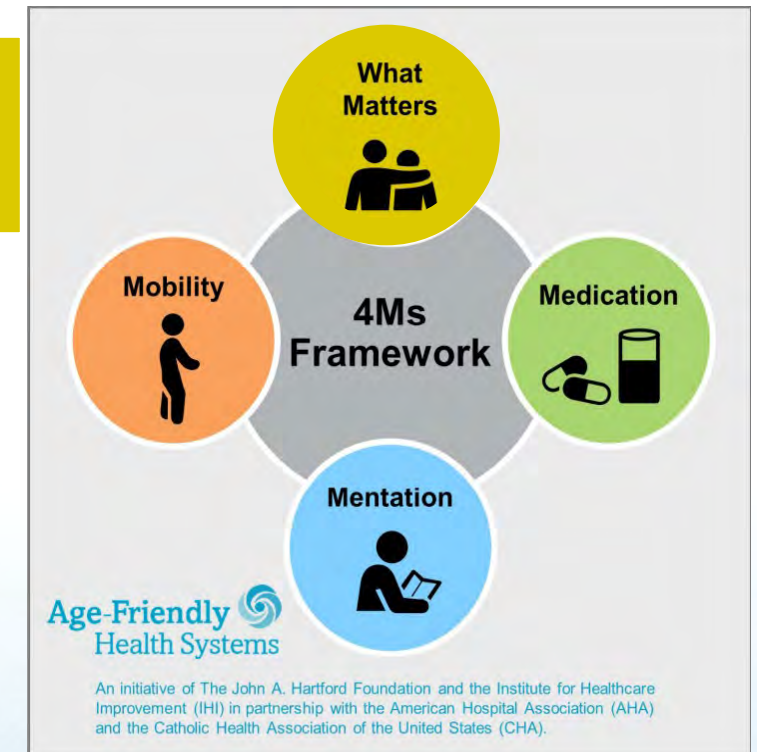 What
Matters
Mobility
4Ms
Framework
Medication
Mentation
Age-Friendly
Health Systems
An initiative of The John A. Hartford Foundation and the Institute for Healthcare
Improvement (IHI) in partnership with the American Hospital Association (AHA)
and the Catholic Health Association of the United States (CHA).